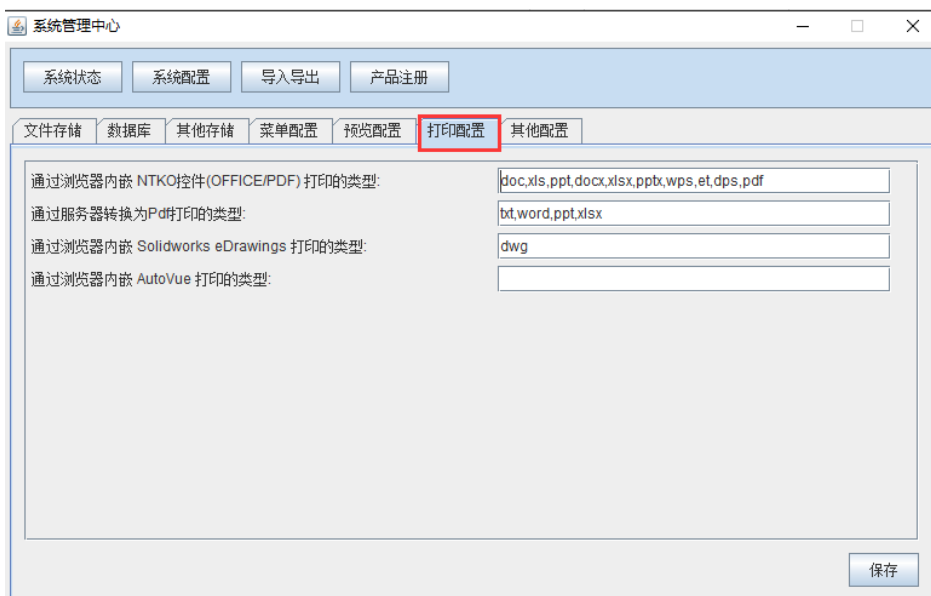 系统管理中心
系统状态 系统配置 导入导出 产品注册
文件存储 数据库 其他存储 菜单配置 预览配置 打印配置 其他配置
通过浏览器内嵌 NTKO控件(OFFICE/PDF) 打印的类型: doc,xls,ppt,docx,xlsx,pptx,wps,et,dps,pdf
通过服务器转换为Pdf打印的类型: txt,word,ppt,xlsx
通过浏览器内嵌 Solidworks eDrawings 打印的类型: dwg
通过浏览器内嵌 AutoVue 打印的类型:
保存